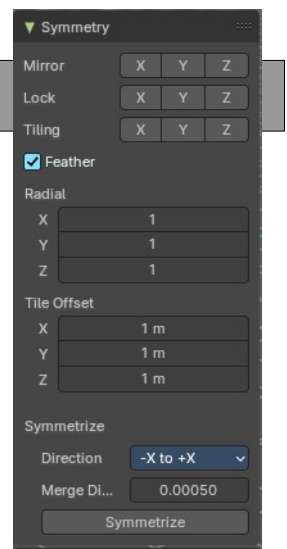 Symmetry
Mirror X Y Z
Lock X Y Z
Tiling X Y Z
Feather
Radial
X 1
Y 1
Z 1
Tile Offset
X 1 m
Y 1 m
Z 1 m
Symmetrize
Direction -X to +X
Merge Di... 0.00050
Symmetrize